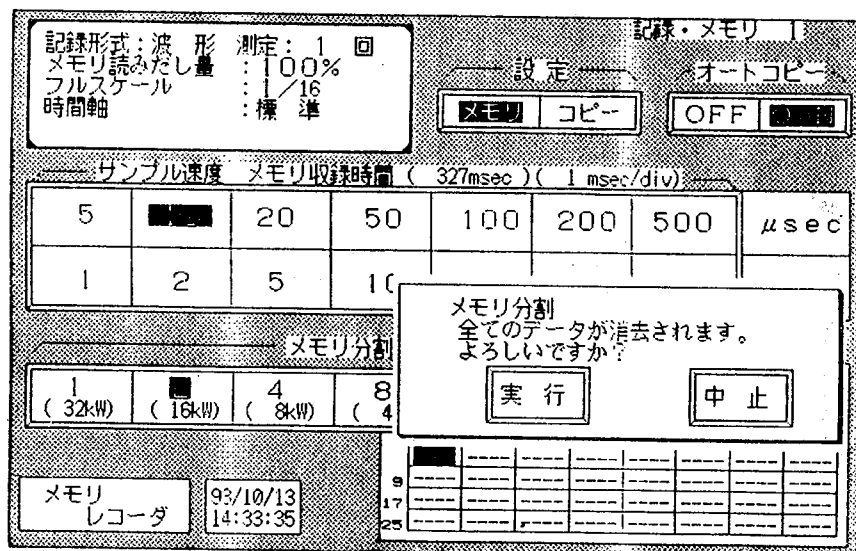 記録形式:波 形 測定: 1 回
メモリ読みだし量 :100%
フルスケール :1/16
時間軸 :標 準
記録・メモリ 1
設 定
オートコピー
メモリ コピー
OFF
サンプル速度 メモリ収録時間 ( 327msec )( 1 msec/div)
5 20 50 100 200 500 μsec
1 2 5
メモリ分割
全てのデータが消去されます。
よろしいですか?
実 行 中 止
メモリ分割
1 4 8
( 32kW) ( 16kW) ( 8kW) ( 4
9
17
25
メモリ
レコーダ
93/10/13
14:33:35